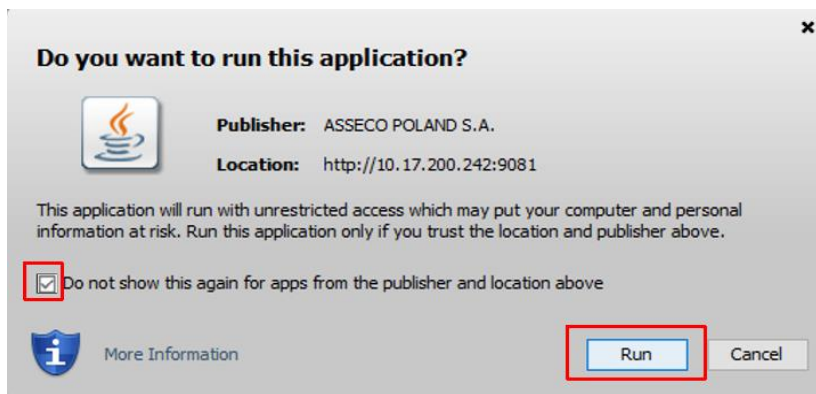 Do you want to run this application?
Publisher: ASSECO POLAND S.A.
Location: http://10.17.200.242:9081
This application will run with unrestricted access which may put your computer and personal
information at risk. Run this application only if you trust the location and publisher above.
Do not show this again for apps from the publisher and location above
More Information
Run Cancel